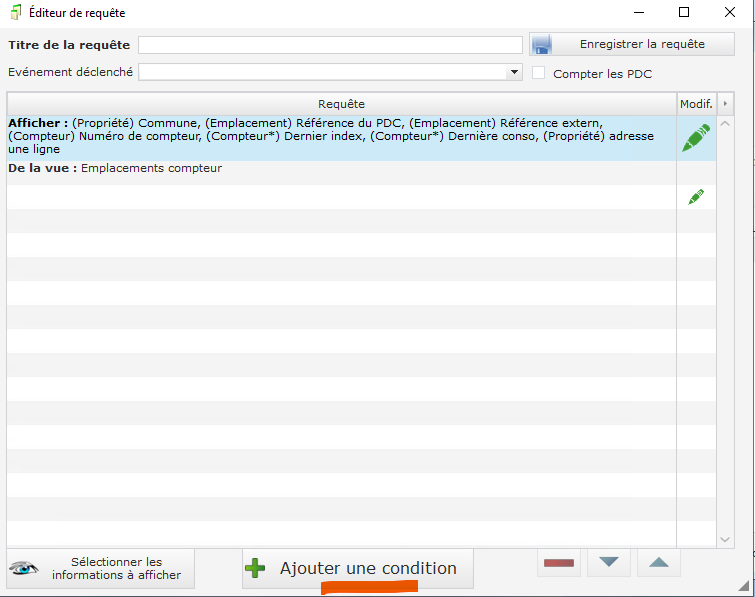 Éditeur de requête
Titre de la requête
Enregistrer la requête
Evénement déclenché
Compter les PDC
Requête
Modif.
Afficher : (Propriété) Commune, (Emplacement) Référence du PDC, (Emplacement) Référence extern,
(Compteur) Numéro de compteur, (Compteur*) Dernier index, (Compteur*) Dernière conso, (Propriété) adresse
une ligne
De la vue : Emplacements compteur
Sélectionner les
informations à afficher
Ajouter une condition